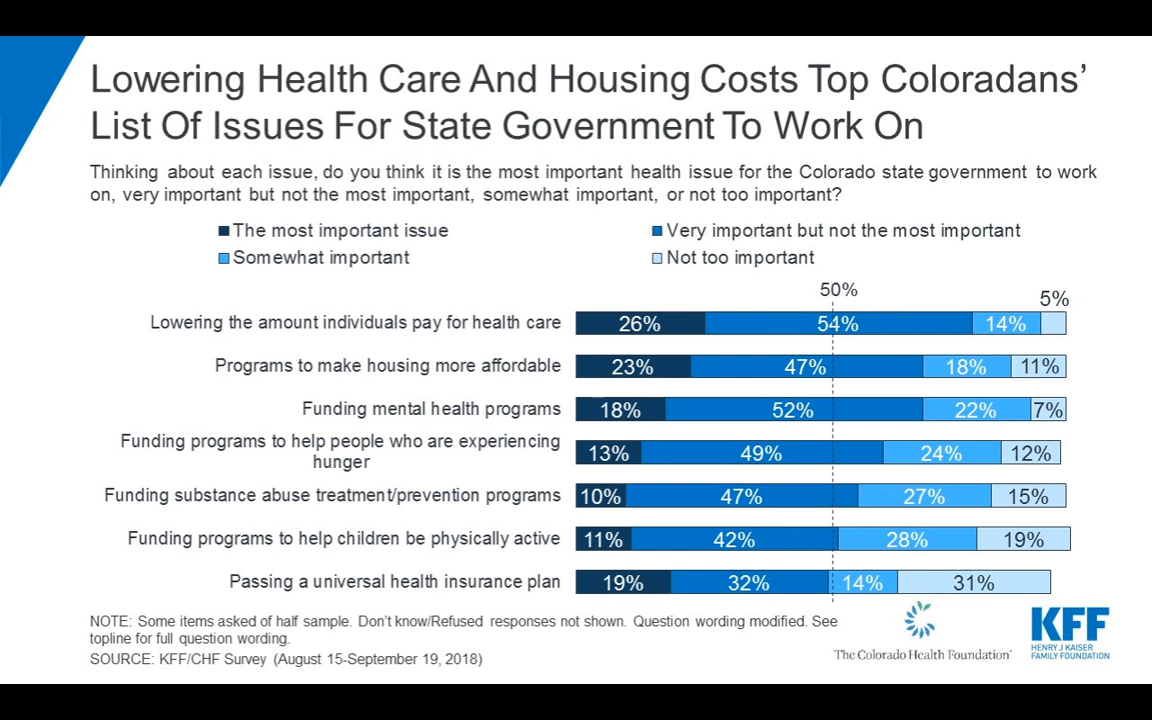 Lowering Health Care And Housing Costs Top Coloradans’
List Of Issues For State Government To Work On
Thinking about each issue, do you think it is the most important health issue for the Colorado state government to work
on, very important but not the most important, somewhat important, or not too important?
The most important issue
Very important but not the most important
Somewhat important
Not too important
50%
5%
Lowering the amount individuals pay for health care 26% 54% 14%
Programs to make housing more affordable 23% 47% 18% 11%
Funding mental health programs 18% 52% 22% 7%
Funding programs to help people who are experiencing
hunger 13% 49% 24% 12%
Funding substance abuse treatment/prevention programs 10% 47% 27% 15%
Funding programs to help children be physically active 11% 42% 28% 19%
Passing a universal health insurance plan 19% 32% 14% 31%
NOTE: Some items asked of half sample. Don’t know/Refused responses not shown. Question wording modified. See
topline for full question wording.
SOURCE: KFF/CHF Survey (August 15-September 19, 2018)
The Colorado Health Foundation
KFF
HENRY J KAISER
FAMILY FOUNDATION